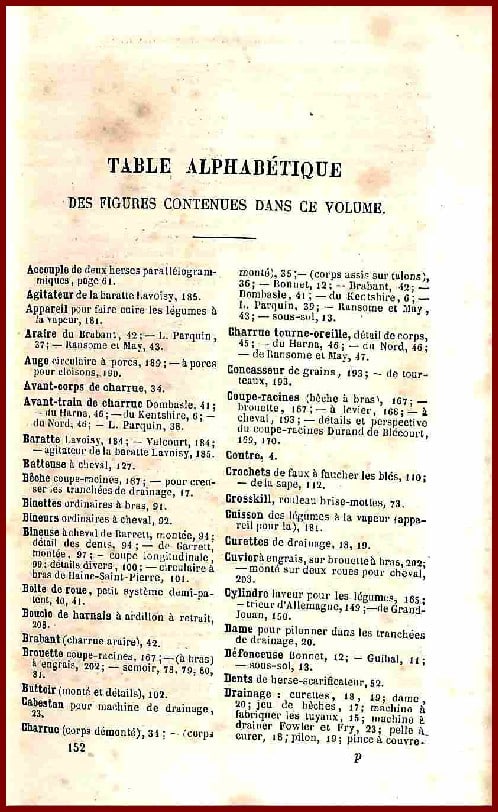 TABLE ALPHABÉTIQUE
DES FIGURES CONTENUES DANS CE VOLUME.
Accouple de deux herses parallélogram-
miques, page 61.
Agitateur de la baratte Lavoisy, 185.
Appareil pour faire cuire les légumes à
la vapeur, 181.
Araire du Brabant, 42; — L. Parquin,
37; — Ransome et May, 43.
Auge circulaire à porcs, 189; — à porcs
pour cloisons, 190.
Avant-corps de charrue, 34.
Avant-train de charrue Dombasle, 41;
— du Harna, 46; — du Kentshire, 6; —
du Nord, 46; — L. Parquin, 38.
Baratte Lavoisy, 184; — Valcourt, 184;
— agitateur de la baratte Lavoisy, 185.
Batteuse à cheval, 127.
Bêche coupe-racines, 167; — pour creu-
ser les tranchées de drainage, 17.
Binettes ordinaires à bras, 91.
Bineurs ordinaires à cheval, 92.
Bineuse à cheval de Barrett, montée, 94;
détail des dents, 94; — de Garrett,
montée, 97; — coupe longitudinale,
99; détails divers, 100; — circulaire à
bras de Haine-Saint-Pierre, 101.
Boîte de roue, petit système demi-pa-
tent, 40, 41.
Boucle de harnais à ardillon à retrait,
208.
Brabant (charrue araire), 42.
Brouette coupe-racines, 167; — (à bras)
à engrais, 202; — semoir, 78, 79, 80,
81.
Buttoir (monté et détails), 102.
Cabestan pour machine de drainage,
23.
Charrue (corps démonté), 31; — (corps
152
monté), 35; — (corps assis sur talons),
36; — Bonnet, 12; — Brabant, 42; —
Dombasle, 41; — du Kentshire, 6; —
L. Parquin, 39; — Ransome et May,
43; — sous-sol, 13.
Charrue tourne-oreille, détail de corps,
45; — du Harna, 46; — du Nord, 46;
— de Ransome et May, 47.
Concasseur de grains, 193; — de tour-
teaux, 193.
Coupe-racines (bêche à bras), 167; —
brouette, 167; — à levier, 168; — à
cheval, 193; — détails et perspective
du coupe-racines Durand de Blécourt,
169, 170.
Coutre, 4.
Crochets de faux à faucher les blés, 110;
— de la sape, 112.
Crosskill, rouleau brise-mottes, 73.
Cuisson des légumes à la vapeur (appa-
reil pour la), 181.
Curettes de drainage, 18, 19.
Cuvier à engrais, sur brouette à bras, 202;
— monté sur deux roues pour cheval,
203.
Cylindre laveur pour les légumes, 165;
— trieur d'Allemagne, 149; — de Grand-
Jouan, 150.
Dame pour pilonner dans les tranchées
de drainage, 20.
Défonceuse Bonnet, 12; — Guibal, 11;
— sous-sol, 13.
Dents de herse-scarificateur, 52.
Drainage : curettes, 18, 19; dame,
20; jeu de bêches, 17; machine à
fabriquer les tuyaux, 15; machine à
drainer Fowler et Fry, 23; pelle à
curer, 18; pilon, 19; pince à couvre-
P